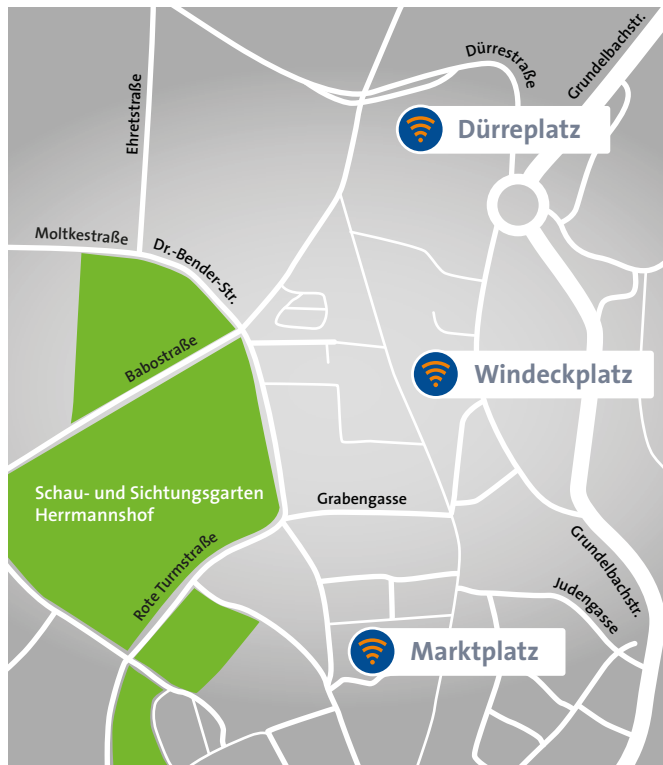 Dürrestraße
Grundelbachstr.
Ehretstraße
Dürreplatz
Moltkestraße
Dr.-Bender-Str.
Babostraße
Windeckplatz
Schau- und Sichtungsgarten
Herrmannshof
Grabengasse
Rote Turmstraße
Grundelbachstr.
Judengasse
Marktplatz